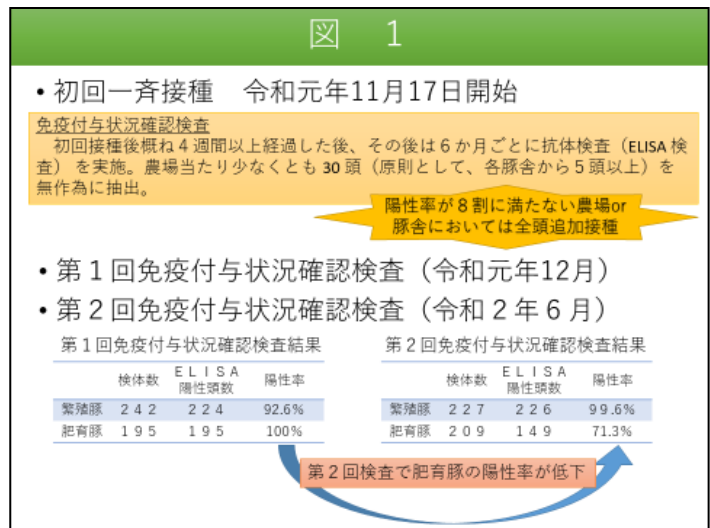 図 1
• 初回一斉接種 令和元年11月17日開始
免疫付与状況確認検査
初回接種後概ね4週間以上経過した後、その後は6か月ごとに抗体検査（ELISA 検
査） を実施。農場当たり少なくとも 30 頭（原則として、各豚舎から５頭以上）を
無作為に抽出。
陽性率が８割に満たない農場or
豚舎においては全頭追加接種
• 第１回免疫付与状況確認検査（令和元年12月）
• 第２回免疫付与状況確認検査（令和２年６月）
第１回免疫付与状況確認検査結果
検体数 ＥＬＩＳＡ陽性頭数 陽性率
繁殖豚 ２４２ ２２４ 92.6%
肥育豚 １９５ １９５ 100%
第２回免疫付与状況確認検査結果
検体数 ＥＬＩＳＡ陽性頭数 陽性率
繁殖豚 ２２７ ２２６ 99.6%
肥育豚 ２０９ １４９ 71.3%
第２回検査で肥育豚の陽性率が低下